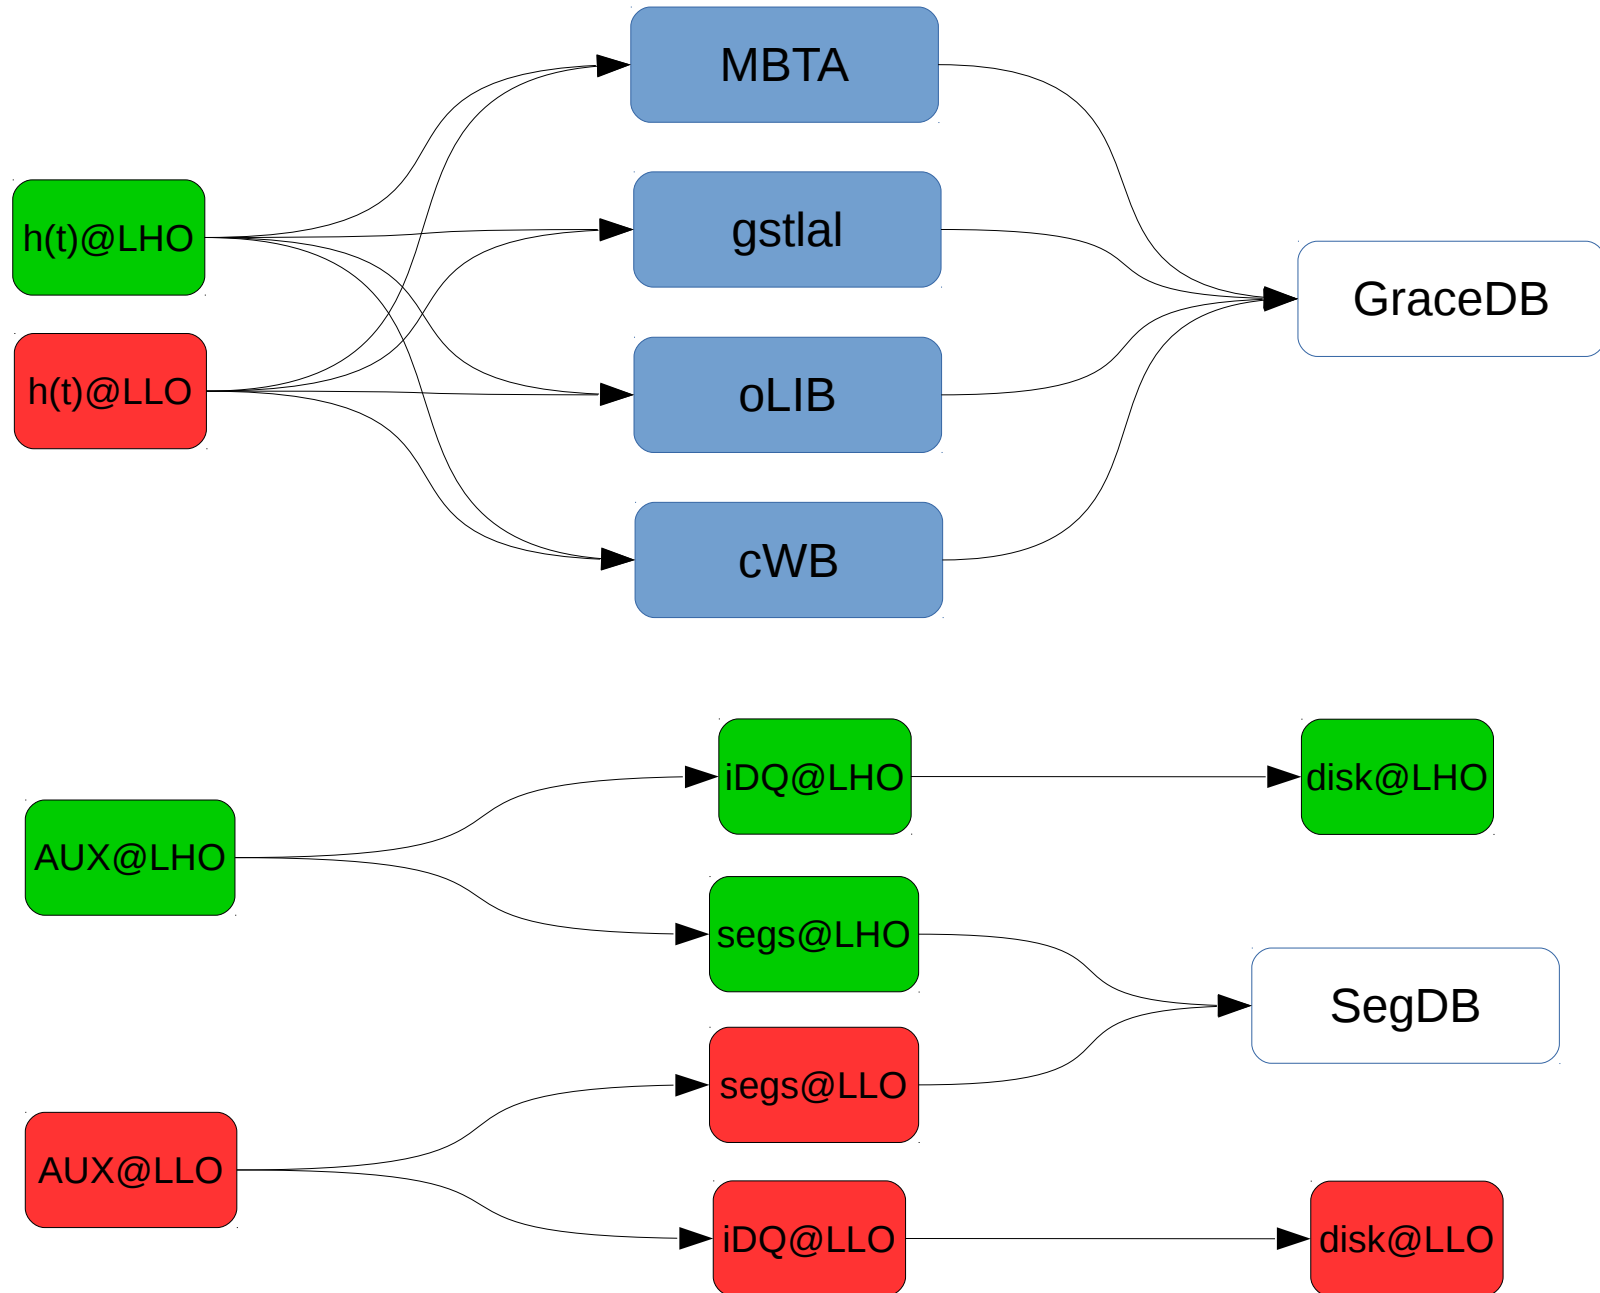 MBTA
gstlal
h(t)@LHO
GraceDB
h(t)@LLO
oLIB
cWB
iDQ@LHO
disk@LHO
AUX@LHO
segs@LHO
SegDB
segs@LLO
AUX@LLO
iDQ@LLO
disk@LLO